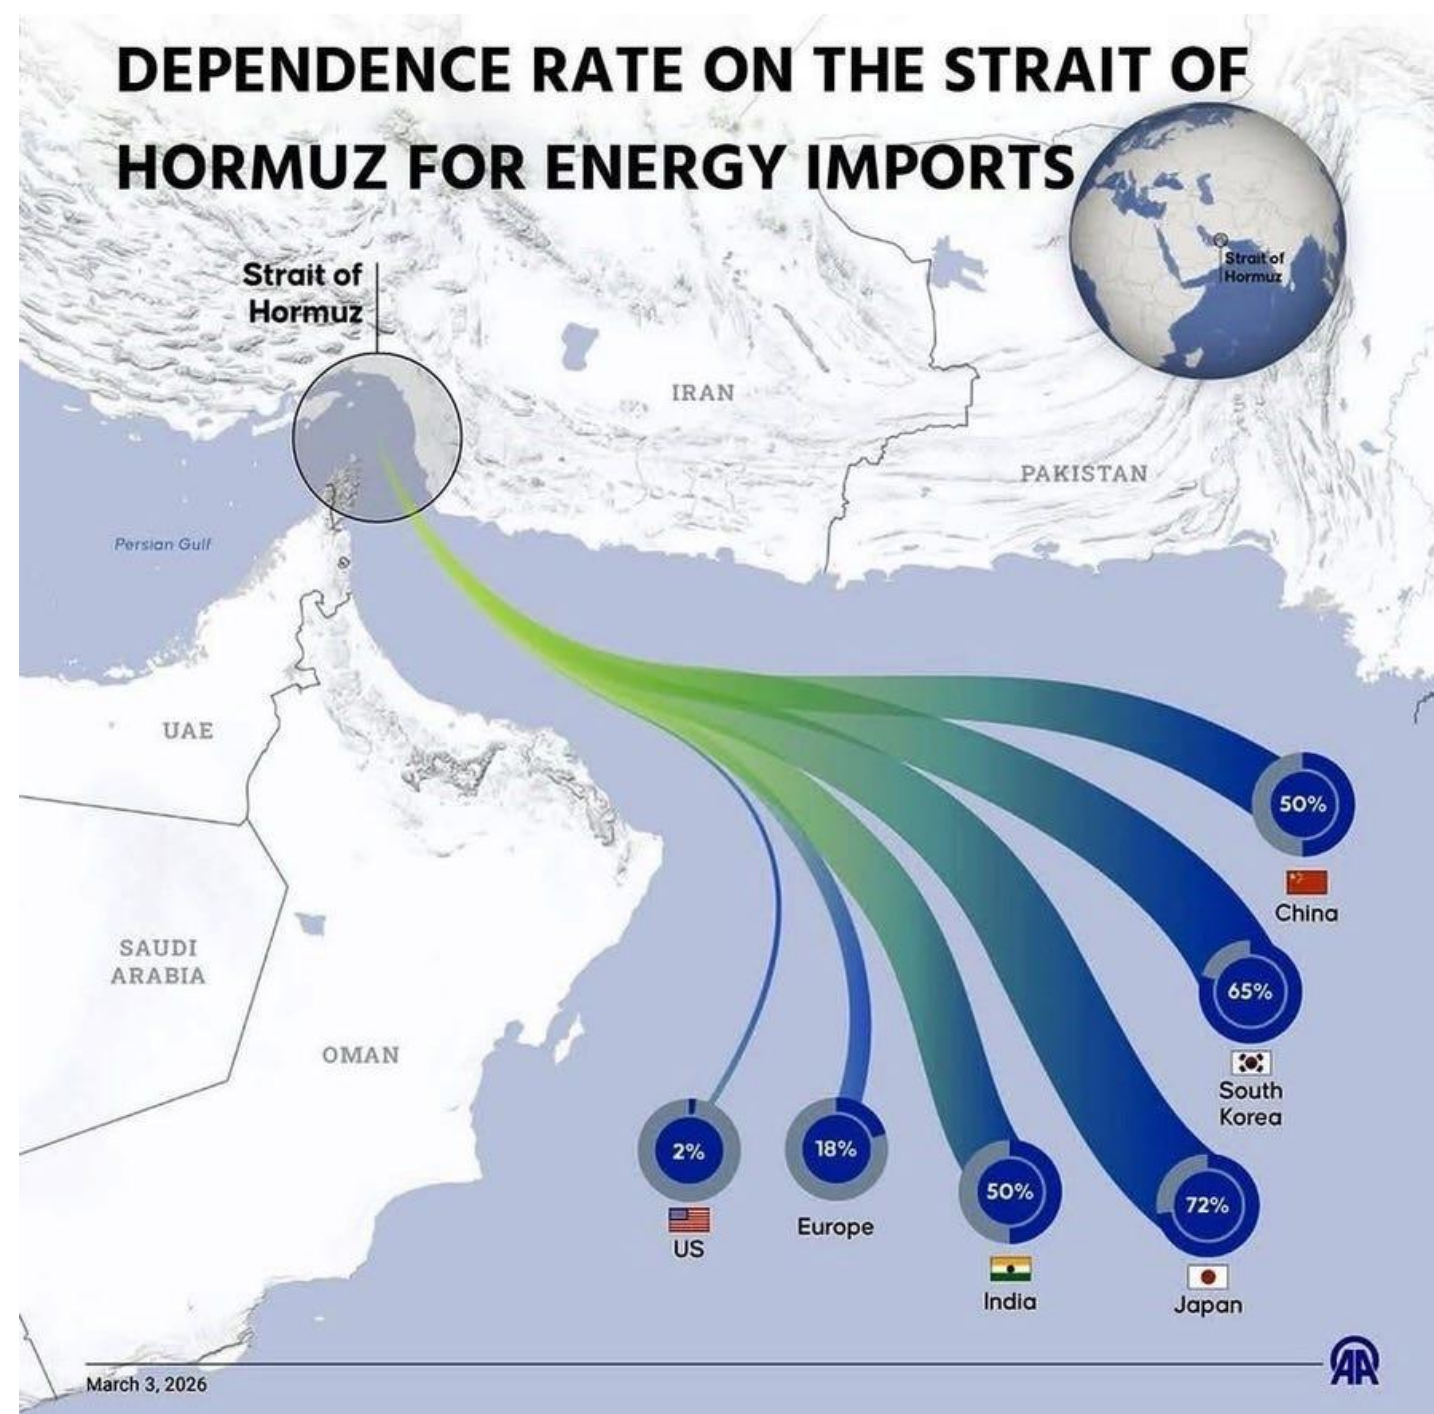 DEPENDENCE RATE ON THE STRAIT OF
HORMUZ FOR ENERGY IMPORTS
Strait of
Hormuz
Strait of
Hormuz
IRAN
PAKISTAN
Persian Gulf
UAE
SAUDI
ARABIA
OMAN
50%
China
65%
South
Korea
2%
US
18%
Europe
50%
India
72%
Japan
March 3, 2026
AA